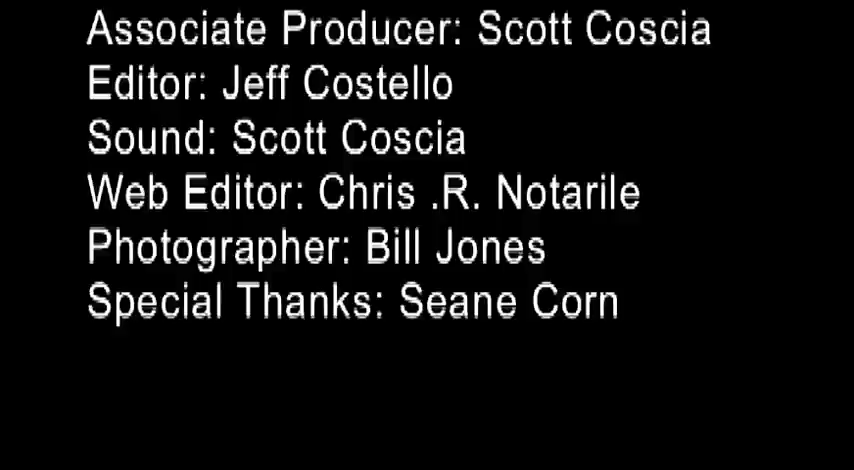 Associate Producer: Scott Coscia
Editor: Jeff Costello
Sound: Scott Coscia
Web Editor: Chris .R. Notarile
Photographer: Bill Jones
Special Thanks: Seane Corn